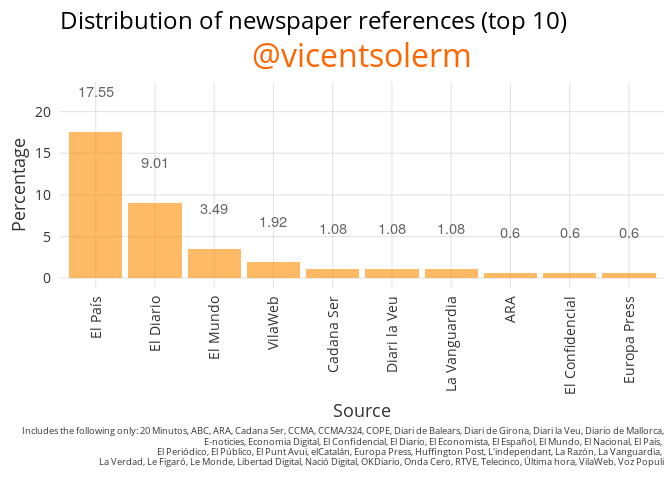 Distribution of newspaper references (top 10)
@vicentsolerm
17.55
9.01
3.49
1.92
1.08
1.08
1.08
0.6
0.6
0.6
20
15
10
5
0
Percentage
El País
El Diario
El Mundo
VilaWeb
Cadana Ser
Diari la Veu
La Vanguardia
ARA
El Confidencial
Europa Press
Source
Includes the following only: 20 Minutos, ABC, ARA, Cadana Ser, CCMA, CCMA/324, COPE, Diari de Balears, Diari de Girona, Diari la Veu, Diario de Mallorca,
E-noticies, Economia Digital, El Confidencial, El Diario, El Economista, El Español, El Mundo, El Nacional, El País,
El Periódico, El Público, El Punt Avui, elCatalán, Europa Press, Huffington Post, L'independant, La Razón, La Vanguardia,
La Verdad, Le Figaró, Le Monde, Libertad Digital, Nació Digital, OKDiario, Onda Cero, RTVE, Telecinco, Última hora, VilaWeb, Voz Populi